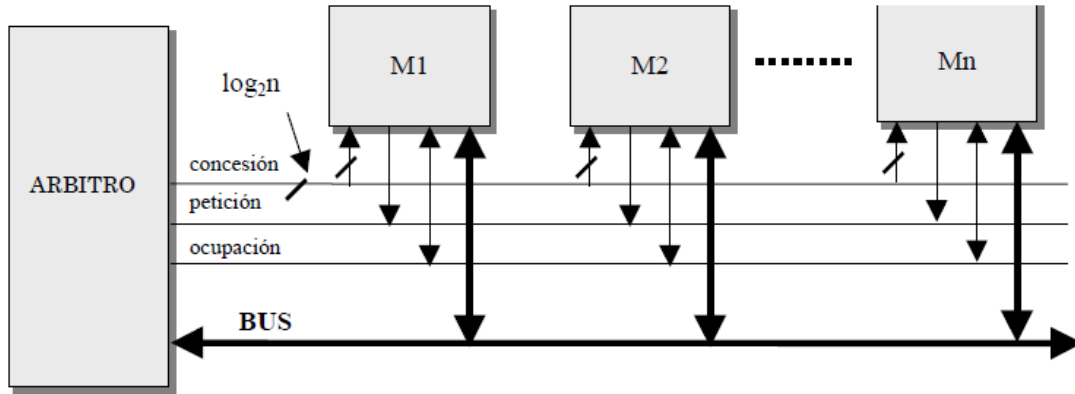 M1
M2
Mn
log₂n
concesión
ARBITRO
petición
ocupación
BUS